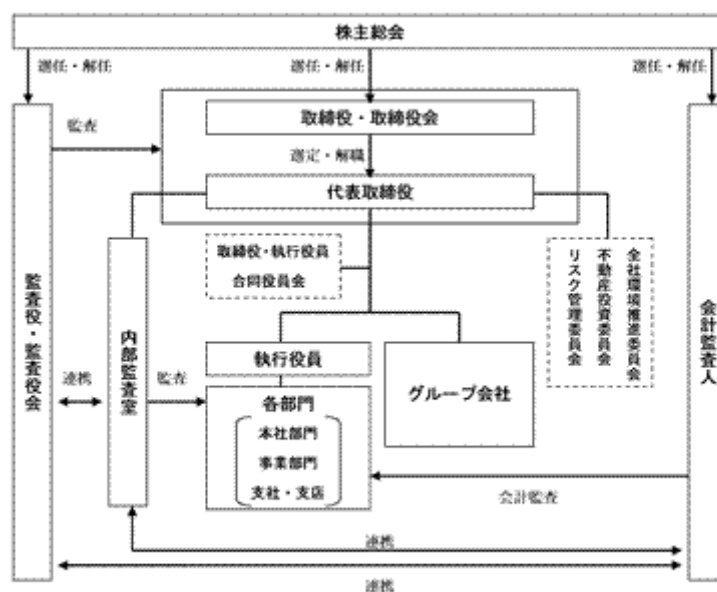 株主総会
選任・解任
選任・解任
選任・解任
監査
取締役・取締役会
選定・解職
代表取締役
取締役・執行役員
合同役員会
全社環境推進委員会
不動産投資委員会
リスク管理委員会
監査役・監査役会
内部監査室
会計監査人
執行役員
グループ会社
連携
監査
各部門
本社部門
事業部門
支社・支店
会計監査
連携
連携